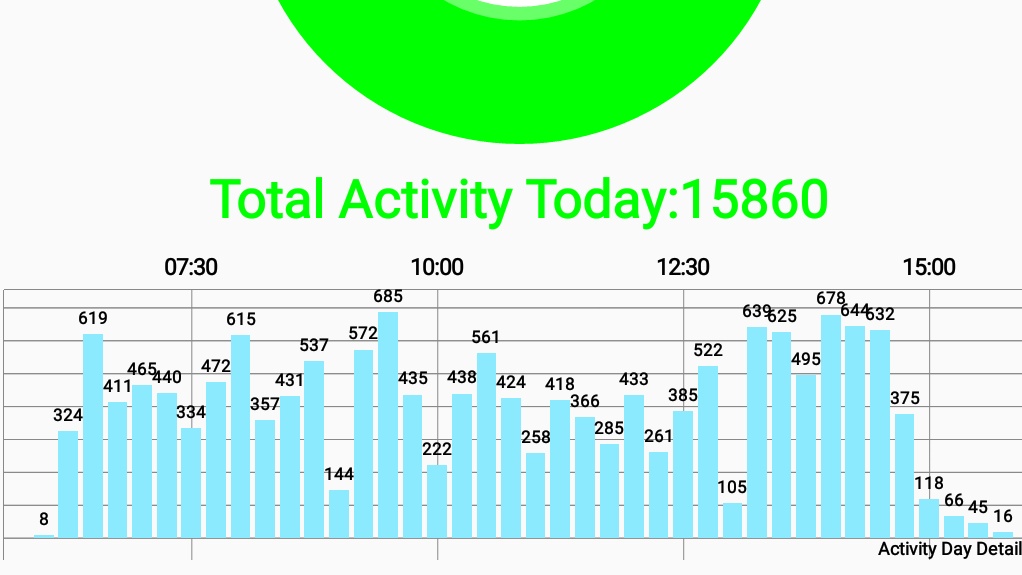 Total Activity Today:15860
07:30 10:00 12:30 15:00
8 324 619 411 465 440 334 472 615 357 431 537 144 572 685 435 222 438 561 424 258 418 366 285 433 261 385 522 105 639 625 495 678 644 632 375 118 66 45 16
Activity Day Detail